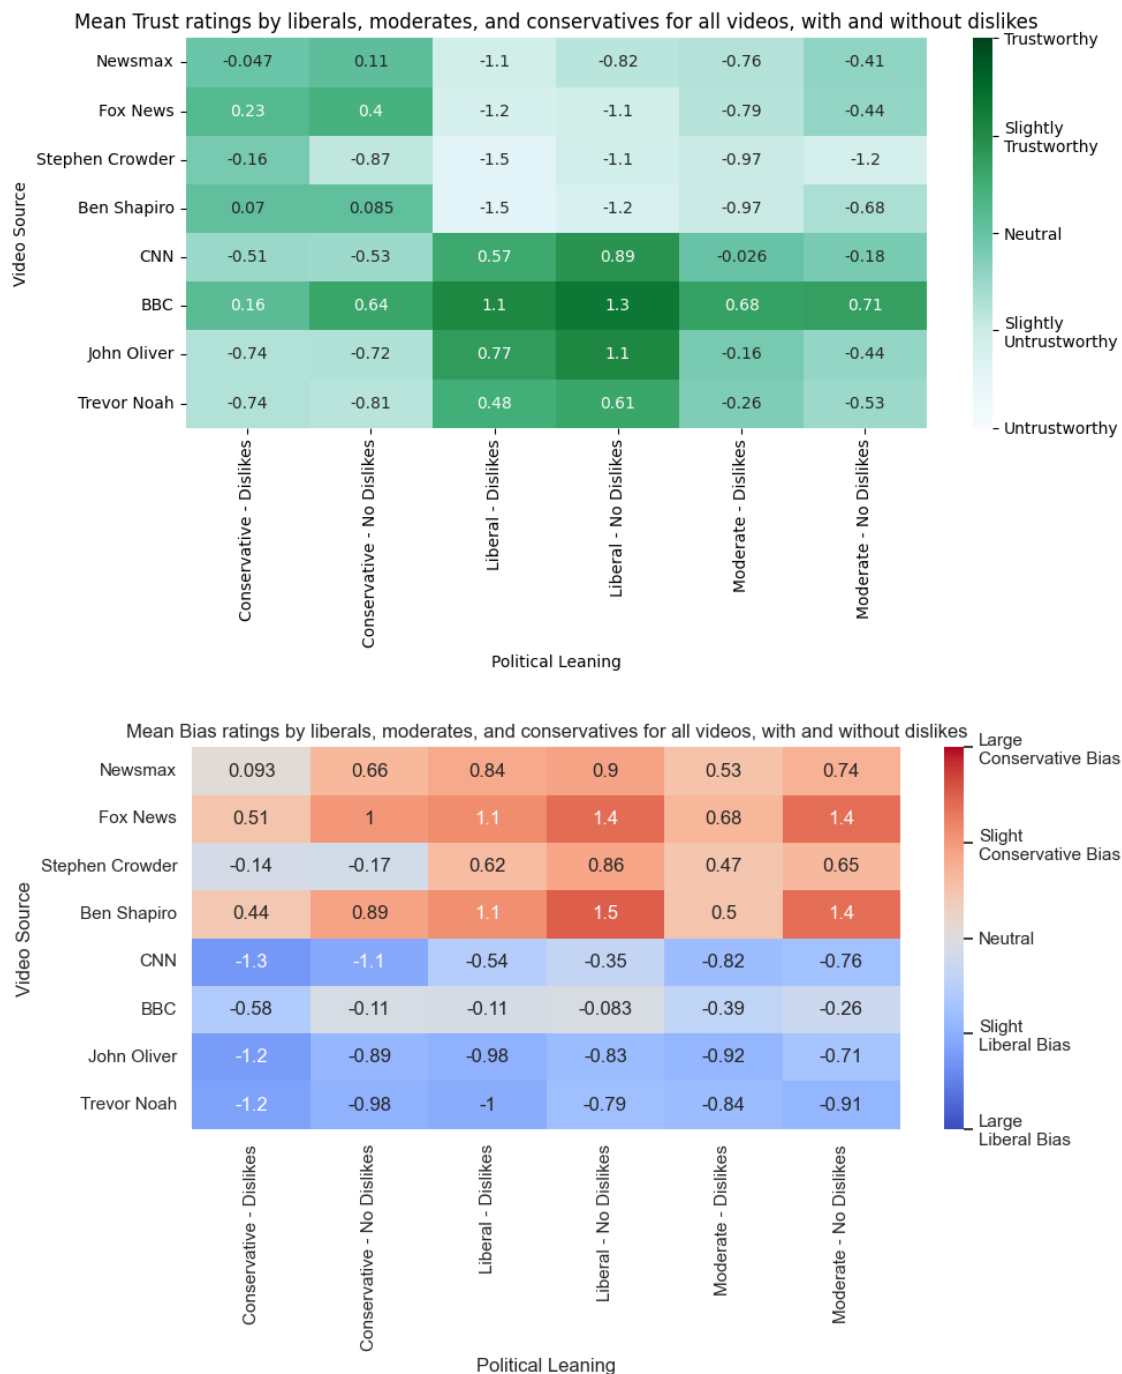 Mean Trust ratings by liberals, moderates, and conservatives for all videos, with and without dislikes
Video Source
Newsmax -0.047 0.11 -1.1 -0.82 -0.76 -0.41
Fox News 0.23 0.4 -1.2 -1.1 -0.79 -0.44
Stephen Crowder -0.16 -0.87 -1.5 -1.1 -0.97 -1.2
Ben Shapiro 0.07 0.085 -1.5 -1.2 -0.97 -0.68
CNN -0.51 -0.53 0.57 0.89 -0.026 -0.18
BBC 0.16 0.64 1.1 1.3 0.68 0.71
John Oliver -0.74 -0.72 0.77 1.1 -0.16 -0.44
Trevor Noah -0.74 -0.81 0.48 0.61 -0.26 -0.53
Conservative - Dislikes
Conservative - No Dislikes
Liberal - Dislikes
Liberal - No Dislikes
Moderate - Dislikes
Moderate - No Dislikes
Political Leaning
Trustworthy
Slightly
Trustworthy
Neutral
Slightly
Untrustworthy
Untrustworthy
Mean Bias ratings by liberals, moderates, and conservatives for all videos, with and without dislikes
Video Source
Newsmax 0.093 0.66 0.84 0.9 0.53 0.74
Fox News 0.51 1 1.1 1.4 0.68 1.4
Stephen Crowder -0.14 -0.17 0.62 0.86 0.47 0.65
Ben Shapiro 0.44 0.89 1.1 1.5 0.5 1.4
CNN -1.3 -1.1 -0.54 -0.35 -0.82 -0.76
BBC -0.58 -0.11 -0.11 -0.083 -0.39 -0.26
John Oliver -1.2 -0.89 -0.98 -0.83 -0.92 -0.71
Trevor Noah -1.2 -0.98 -1 -0.79 -0.84 -0.91
Conservative - Dislikes
Conservative - No Dislikes
Liberal - Dislikes
Liberal - No Dislikes
Moderate - Dislikes
Moderate - No Dislikes
Political Leaning
Large
Conservative Bias
Slight
Conservative Bias
Neutral
Slight
Liberal Bias
Large
Liberal Bias